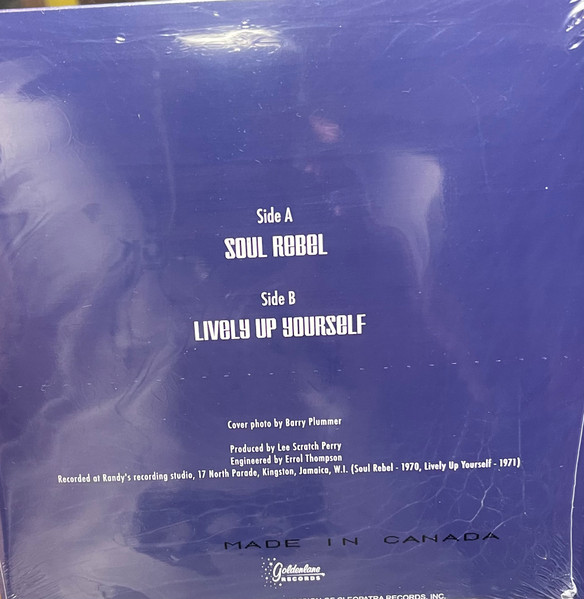 Side A
SOUL REBEL
Side B
LIVELY UP YOURSELF
Cover photo by Barry Plummer
Produced by Lee Scratch Perry
Engineered by Errol Thompson
Recorded at Randy's recording studio, 17 North Parade, Kingston, Jamaica, W.I. (Soul Rebel - 1970, Lively Up Yourself - 1971)
MADE IN CANADA
Goldenlane
RECORDS
OF CLEOPATRA RECORDS, INC.